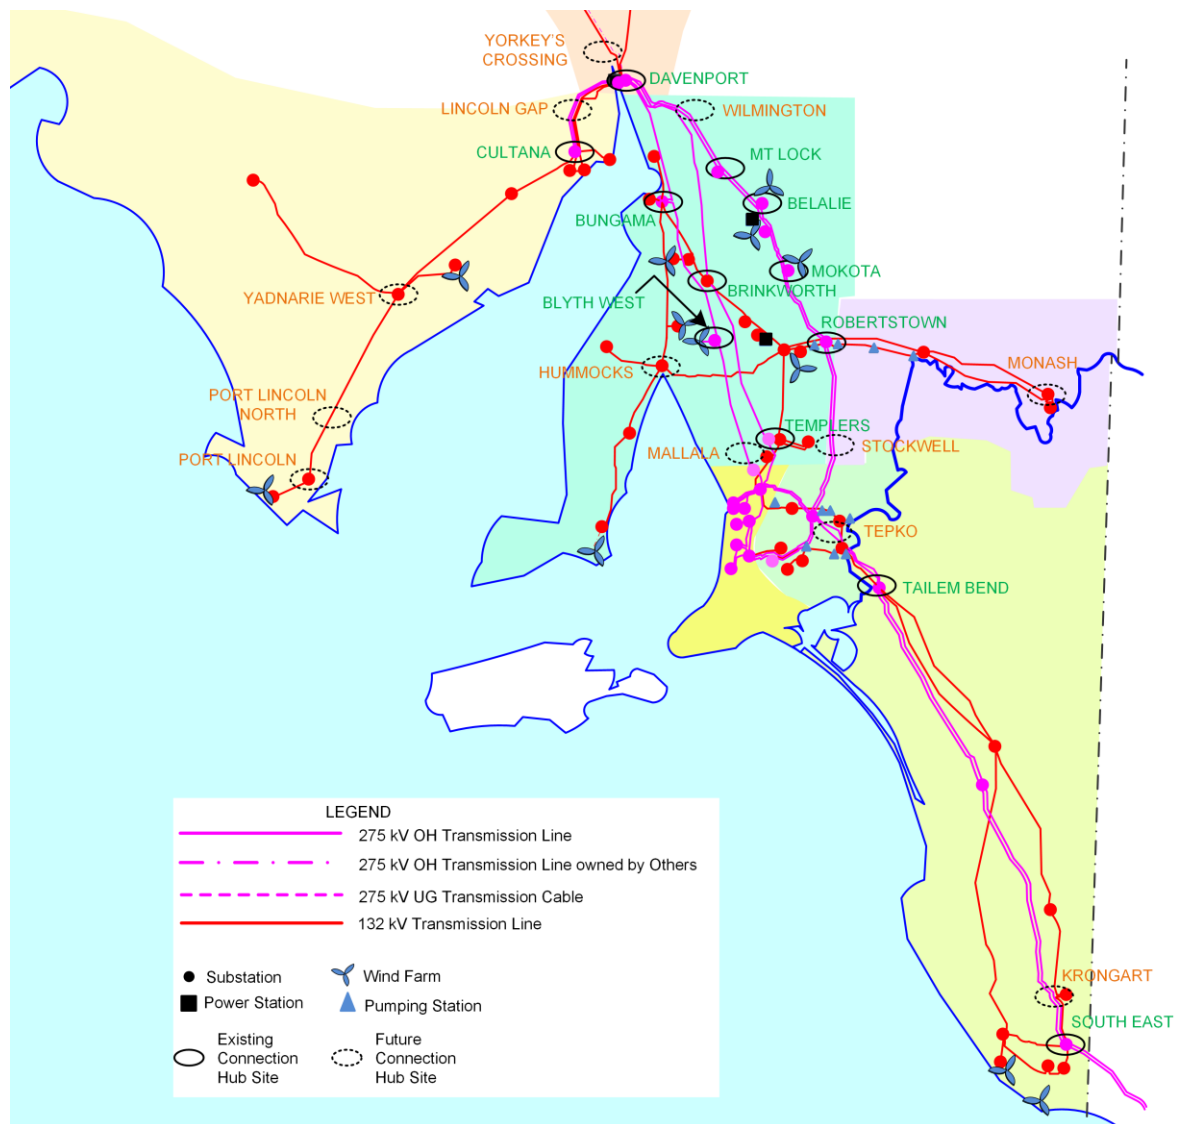 YORKEY'S
CROSSING
DAVENPORT
LINCOLN GAP
WILMINGTON
CULTANA
MT LOCK
BELALIE
BUNGAMA
MOKOTA
BRINKWORTH
YADNARIE WEST
BLYTH WEST
ROBERTSTOWN
HUMMOCKS
MONASH
PORT LINCOLN
NORTH
TEMPLERS
STOCKWELL
MALLALA
PORT LINCOLN
TEPKO
TAILEM BEND
LEGEND
275 kV OH Transmission Line
275 kV OH Transmission Line owned by Others
275 kV UG Transmission Cable
132 kV Transmission Line
Substation
Wind Farm
Power Station
Pumping Station
Existing
Connection
Hub Site
Future
Connection
Hub Site
KRONGART
SOUTH EAST